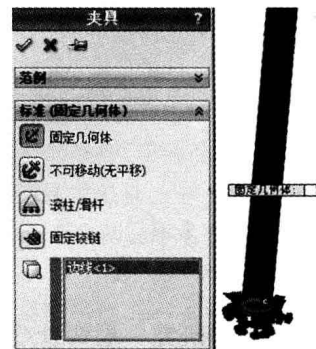 夹具 ?
范例
标准(固定几何体)
固定几何体
不可移动(无平移)
滚柱/滑杆
固定铰链
边线<1>
固定几何体: